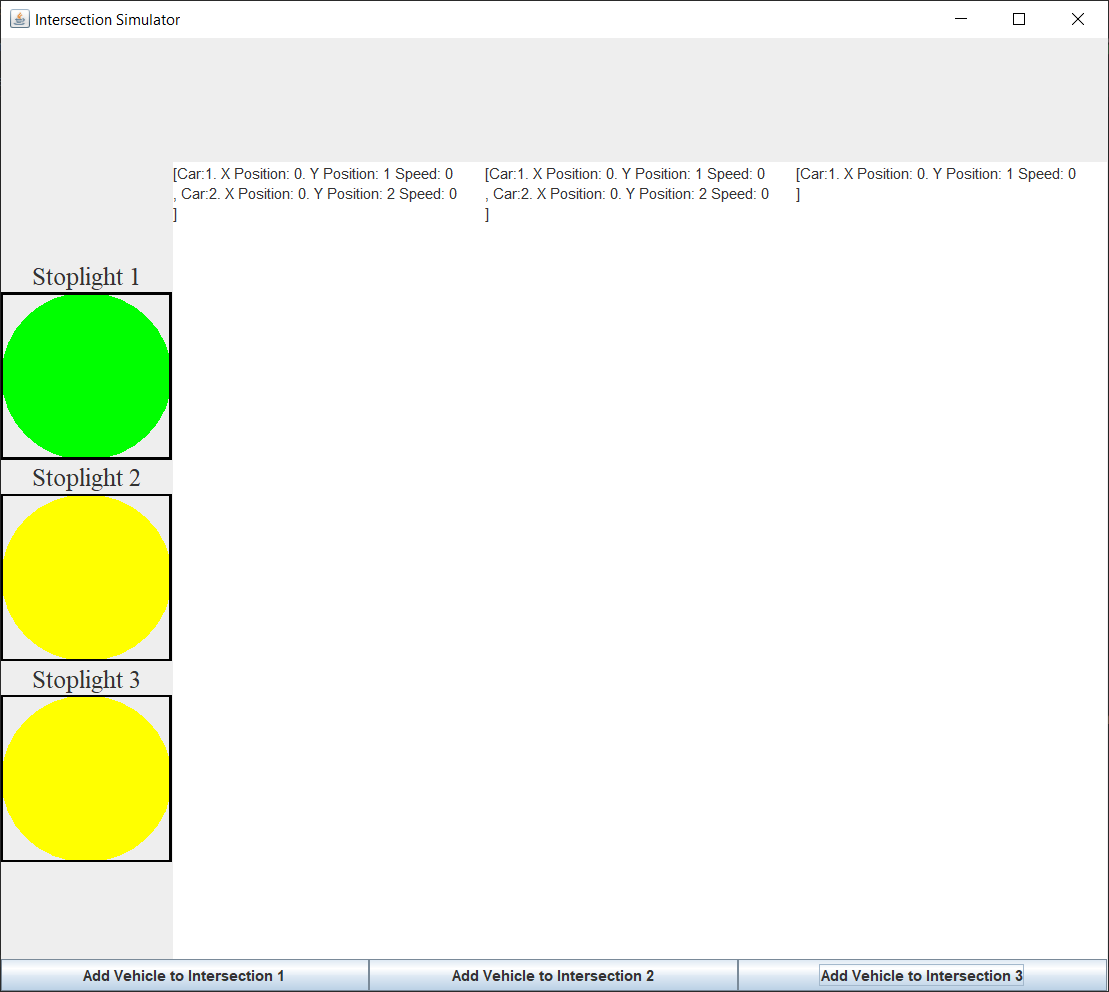 Intersection Simulator
[Car:1. X Position: 0. Y Position: 1 Speed: 0
, Car:2. X Position: 0. Y Position: 2 Speed: 0
]
[Car:1. X Position: 0. Y Position: 1 Speed: 0
, Car:2. X Position: 0. Y Position: 2 Speed: 0
]
[Car:1. X Position: 0. Y Position: 1 Speed: 0
]
Stoplight 1
Stoplight 2
Stoplight 3
Add Vehicle to Intersection 1
Add Vehicle to Intersection 2
Add Vehicle to Intersection 3